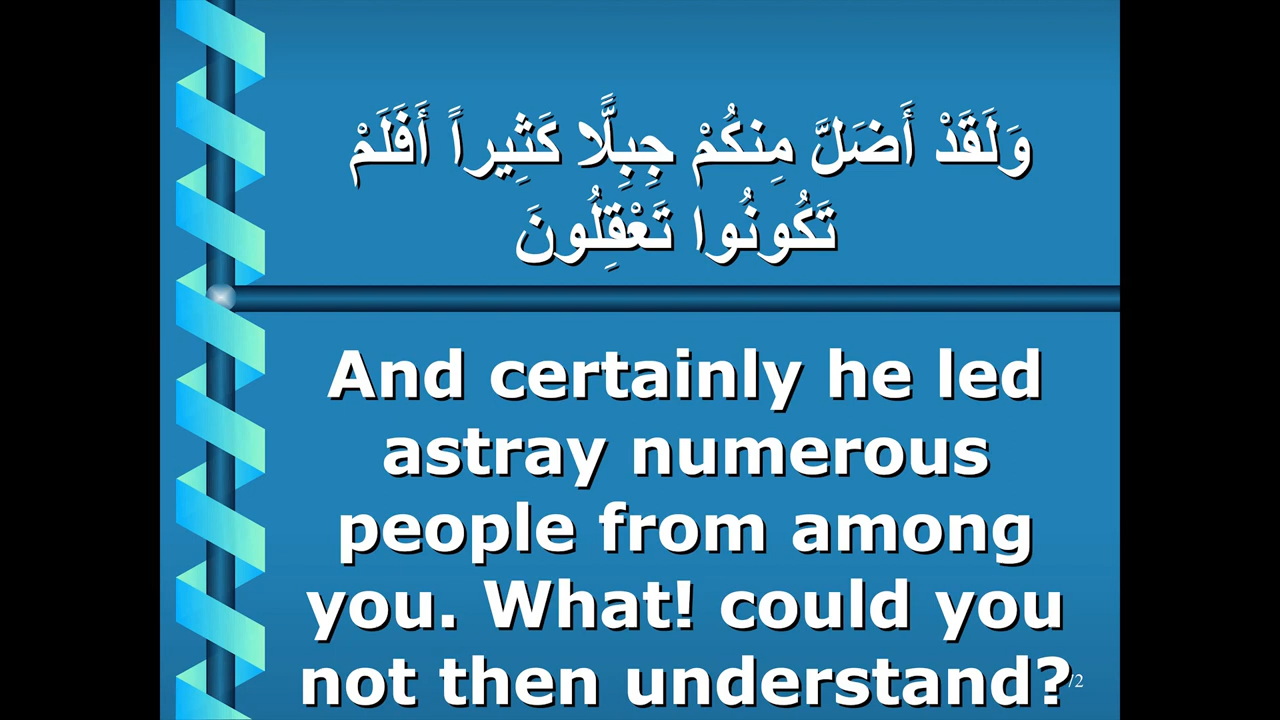 وَلَقَدْ أَضَلَّ مِنكُمْ جِبِلًّا كَثِيراً أَفَلَمْ
تَكُونُوا تَعْقِلُونَ
And certainly he led
astray numerous
people from among
you. What! could you
not then understand?
/2